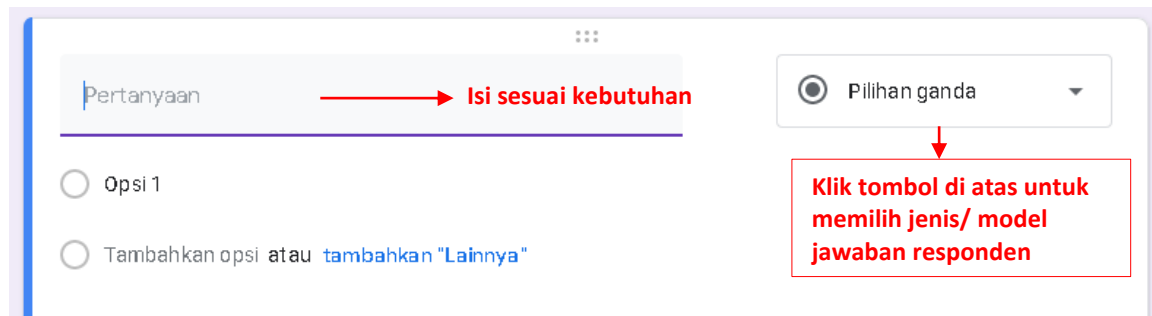 Pertanyaan
Isi sesuai kebutuhan
Pilihan ganda
Opsi 1
Klik tombol di atas untuk
memilih jenis/ model
jawaban responden
Tambahkan opsi atau tambahkan "Lainnya"